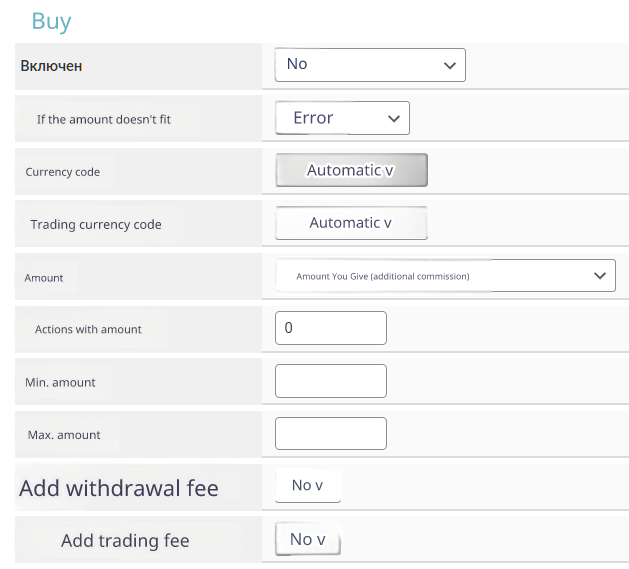 Buy
Включен
No
If the amount doesn't fit
Error
Currency code
Automatic v
Trading currency code
Automatic v
Amount
Amount You Give (additional commission)
Actions with amount
0
Min. amount
Max. amount
Add withdrawal fee
No v
Add trading fee
No v